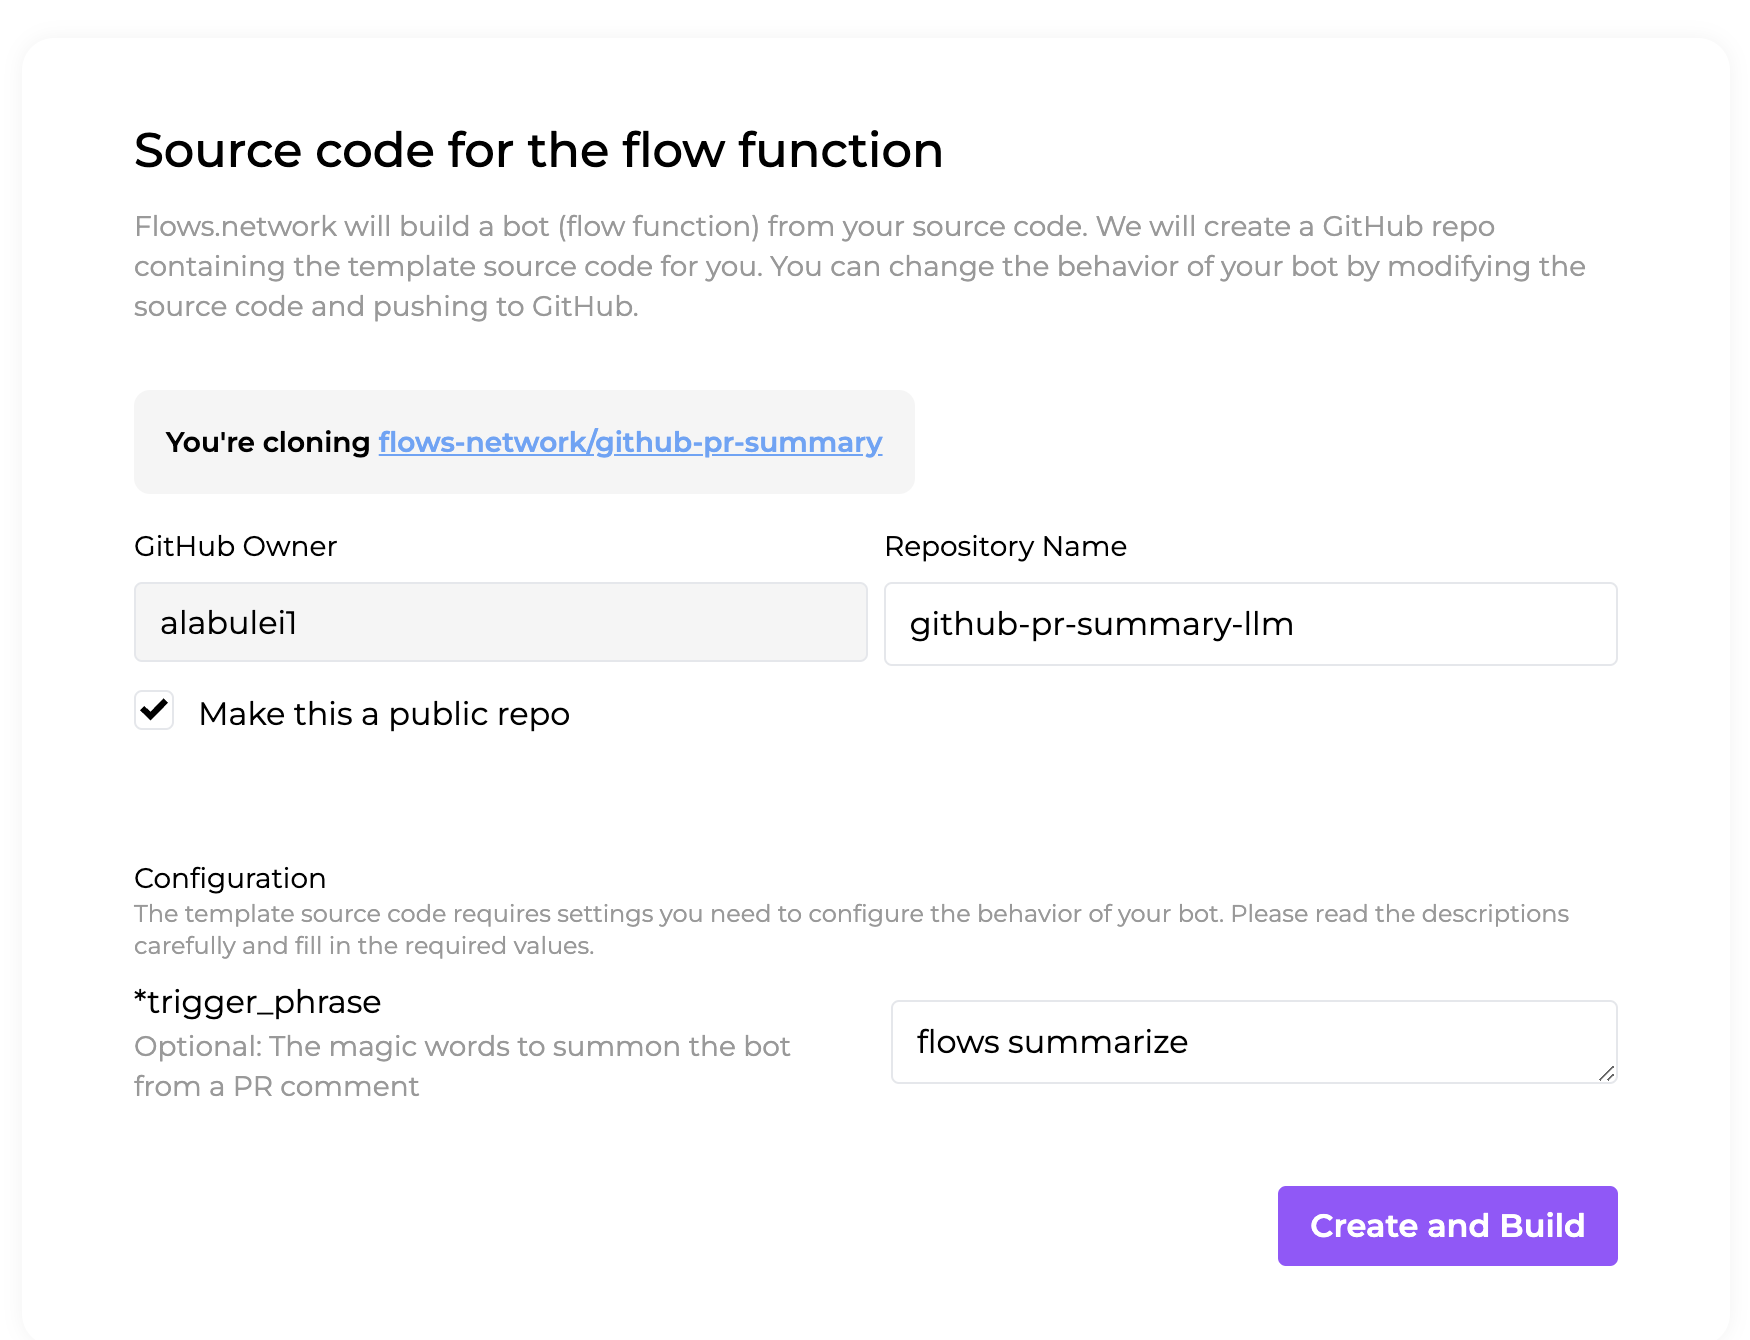 Source code for the flow function
Flows.network will build a bot (flow function) from your source code. We will create a GitHub repo
containing the template source code for you. You can change the behavior of your bot by modifying the
source code and pushing to GitHub.
You're cloning flows-network/github-pr-summary
GitHub Owner
alabulei1
Repository Name
github-pr-summary-llm
Make this a public repo
Configuration
The template source code requires settings you need to configure the behavior of your bot. Please read the descriptions
carefully and fill in the required values.
*trigger_phrase
Optional: The magic words to summon the bot
from a PR comment
flows summarize
Create and Build